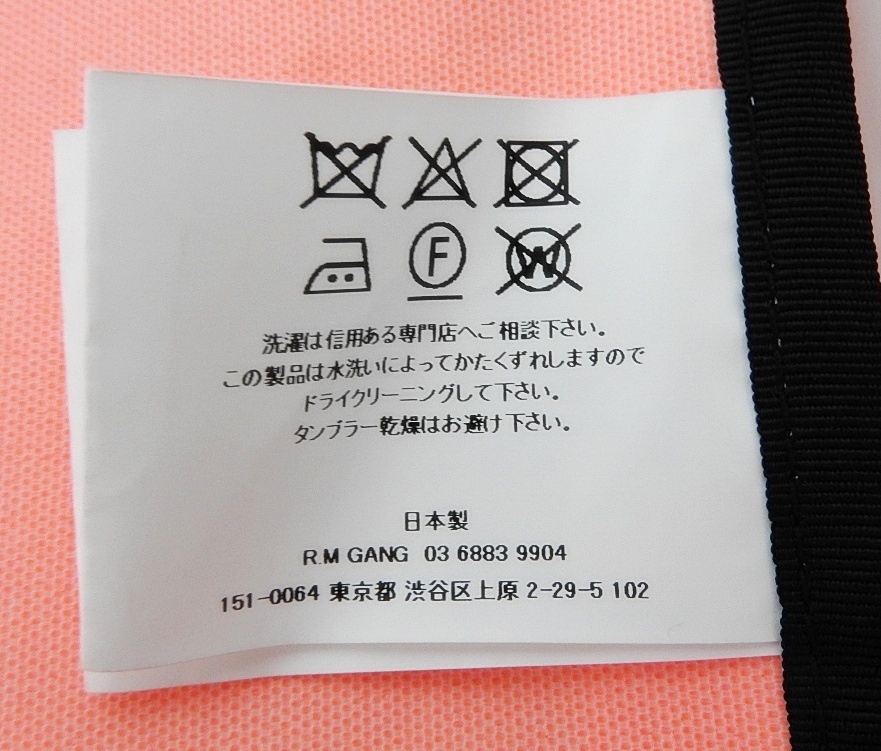 F W
洗濯は信用ある専門店へご相談下さい。
この製品は水洗いによってかたくずれしますので
ドライクリーニングして下さい。
タンブラー乾燥はお避け下さい。
日本製
R.M GANG 03 6883 9904
151-0064 東京都 渋谷区上原 2-29-5 102